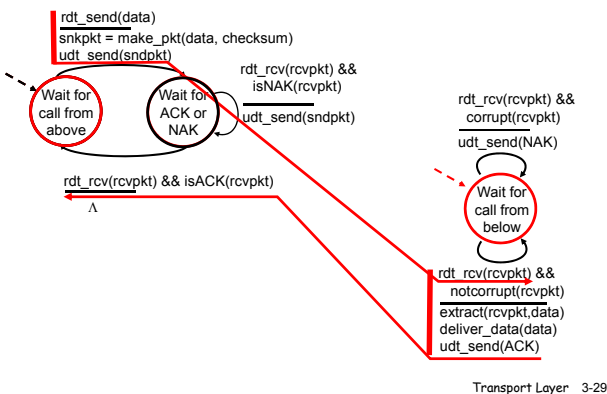 rdt_send(data)
snkpkt = make_pkt(data, checksum)
udt_send(sndpkt)
Wait for
call from
above
Wait for
ACK or
NAK
rdt_rcv(rcvpkt) &&
isNAK(rcvpkt)
udt_send(sndpkt)
rdt_rcv(rcvpkt) && isACK(rcvpkt)
Λ
rdt_rcv(rcvpkt) &&
corrupt(rcvpkt)
udt_send(NAK)
Wait for
call from
below
rdt_rcv(rcvpkt) &&
notcorrupt(rcvpkt)
extract(rcvpkt,data)
deliver_data(data)
udt_send(ACK)
Transport Layer 3-29